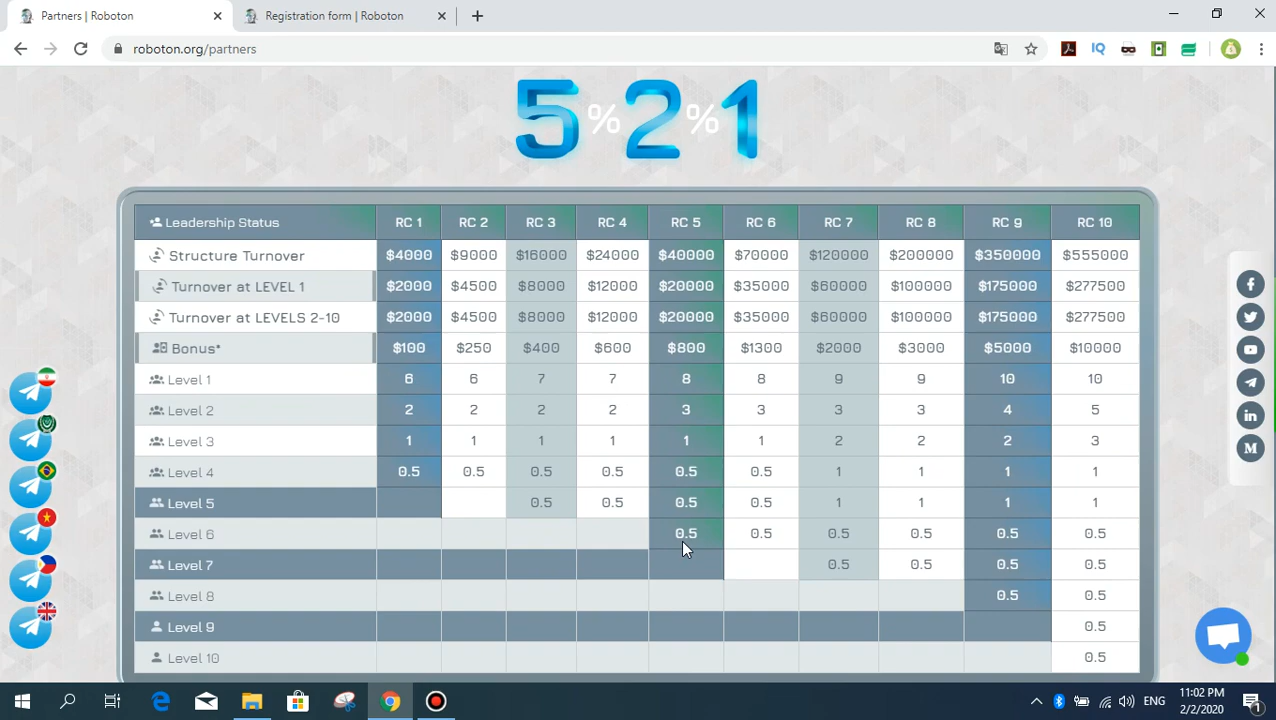 Partners | Roboton
Registration form | Roboton
roboton.org/partners
5%2%1
Leadership Status RC 1 RC 2 RC 3 RC 4 RC 5 RC 6 RC 7 RC 8 RC 9 RC 10
Structure Turnover $4000 $9000 $16000 $24000 $40000 $70000 $120000 $200000 $350000 $555000
Turnover at LEVEL 1 $2000 $4500 $8000 $12000 $20000 $35000 $60000 $100000 $175000 $277500
Turnover at LEVELS 2-10 $2000 $4500 $8000 $12000 $20000 $35000 $60000 $100000 $175000 $277500
Bonus* $100 $250 $400 $600 $800 $1300 $2000 $3000 $5000 $10000
Level 1 6 6 7 7 8 8 9 9 10 10
Level 2 2 2 2 2 3 3 3 3 4 5
Level 3 1 1 1 1 1 1 2 2 2 3
Level 4 0.5 0.5 0.5 0.5 0.5 0.5 1 1 1 1
Level 5 0.5 0.5 0.5 0.5 1 1 1 1
Level 6 0.5 0.5 0.5 0.5 0.5 0.5
Level 7 0.5 0.5 0.5 0.5
Level 8 0.5 0.5
Level 9 0.5
Level 10 0.5
ENG
11:02 PM
2/2/2020